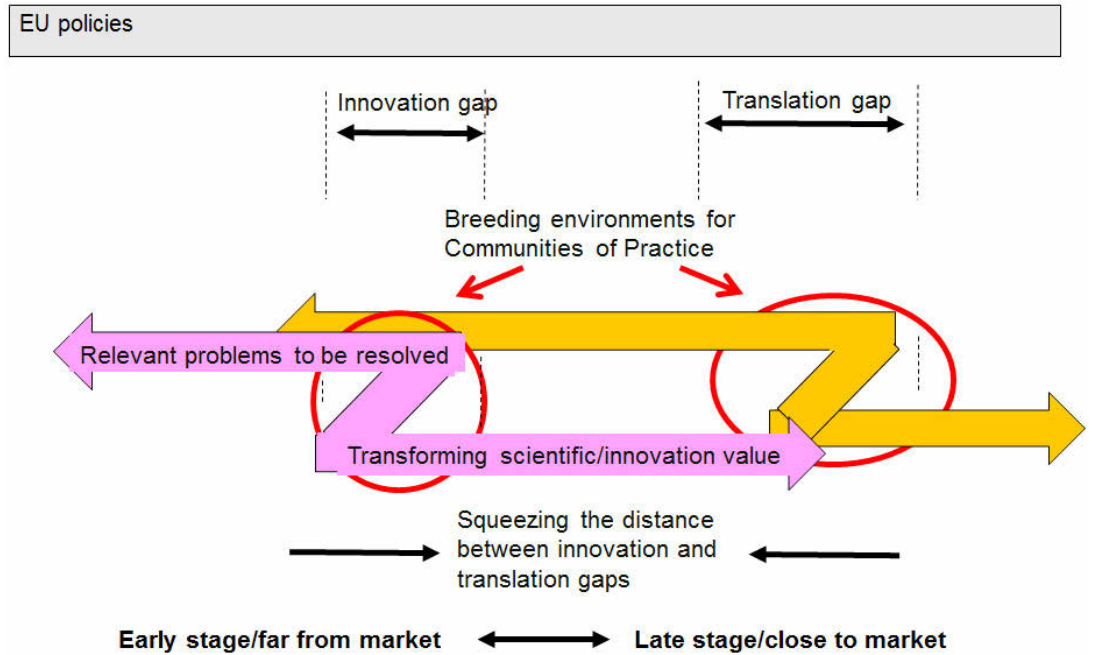 EU policies
Innovation gap
Translation gap
Breeding environments for
Communities of Practice
Relevant problems to be resolved
Transforming scientific/innovation value
Squeezing the distance
between innovation and
translation gaps
Early stage/far from market
Late stage/close to market